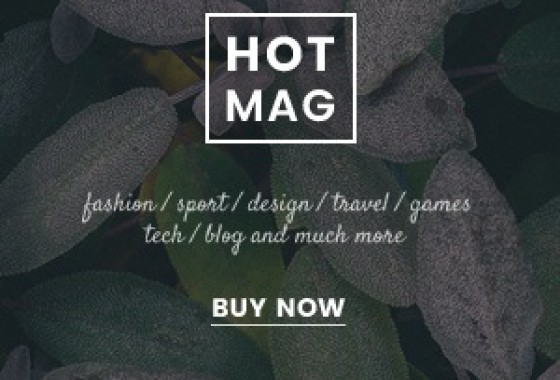 HOT
MAG
fashion / sport / design / travel / games
tech / blog and much more
BUY NOW